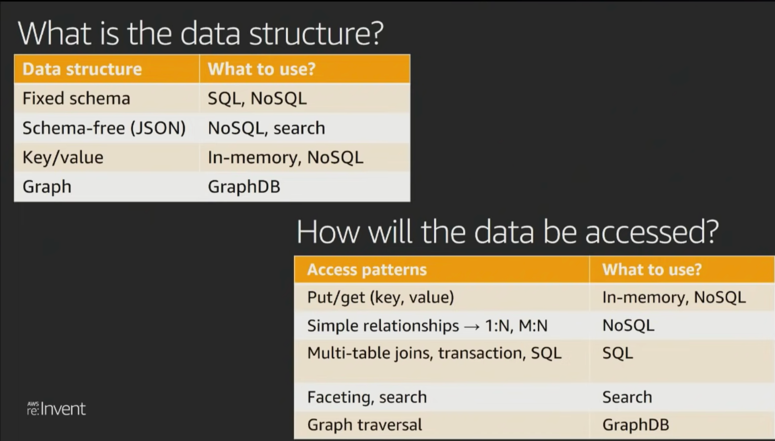 What is the data structure?
Data structure What to use?
Fixed schema SQL, NoSQL
Schema-free (JSON) NoSQL, search
Key/value In-memory, NoSQL
Graph GraphDB
How will the data be accessed?
Access patterns What to use?
Put/get (key, value) In-memory, NoSQL
Simple relationships → 1:N, M:N NoSQL
Multi-table joins, transaction, SQL SQL
Faceting, search Search
Graph traversal GraphDB
AWS
re:Invent